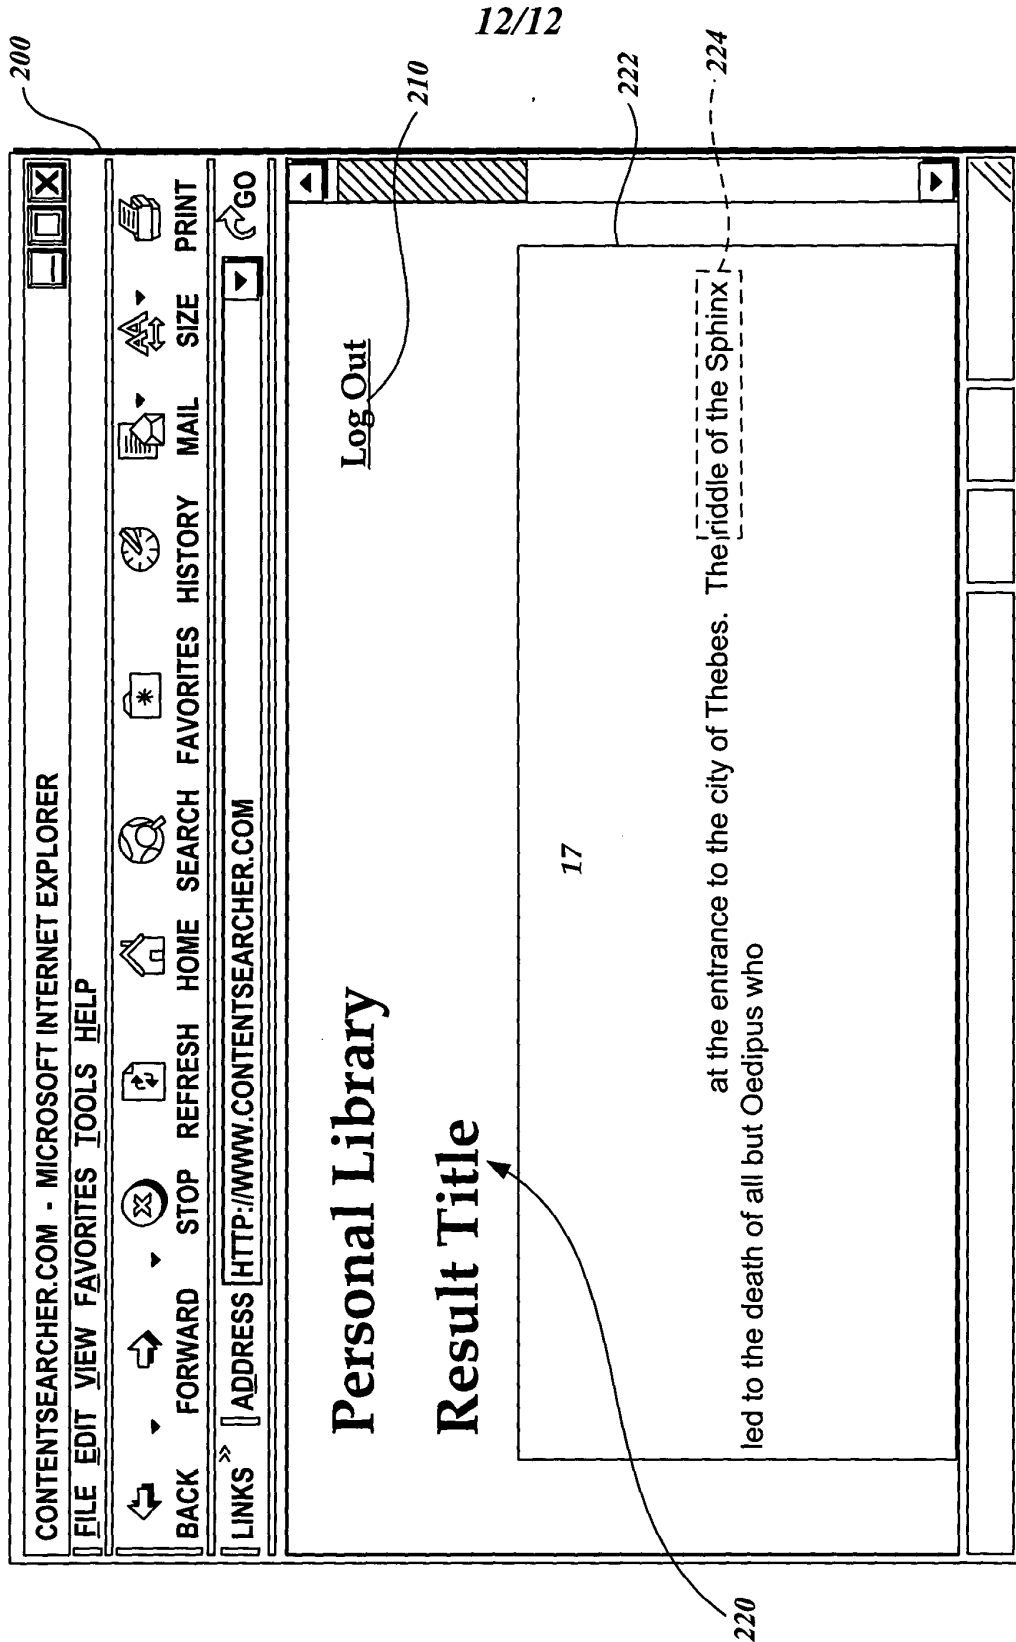 12/12
200
CONTENTSEARCHER.COM - MICROSOFT INTERNET EXPLORER
FILE EDIT VIEW FAVORITES TOOLS HELP
BACK FORWARD STOP REFRESH HOME SEARCH FAVORITES HISTORY MAIL SIZE PRINT
LINKS » ADDRESS HTTP://WWW.CONTENTSEARCHER.COM GO
Personal Library
Log Out
210
Result Title
220
222
17
at the entrance to the city of Thebes. The riddle of the Sphinx
224
led to the death of all but Oedipus who